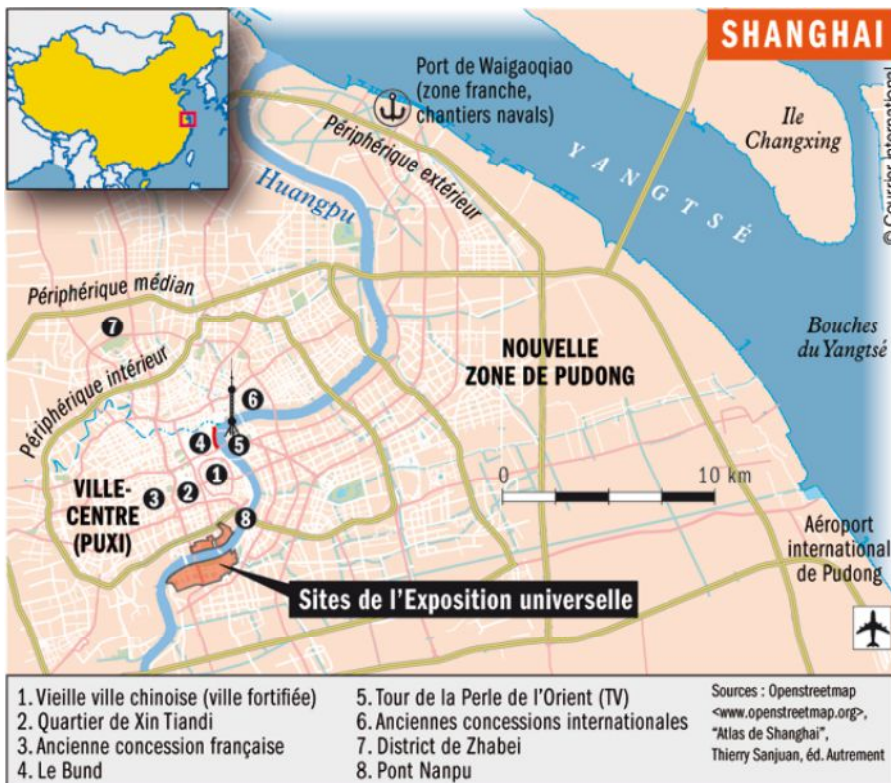 SHANGHAI
Port de Waigaoqiao
(zone franche,
chantiers navals)
Ile
Changxing
© Courrier international
Périphérique extérieur
YANGTSÉ
Huangpu
Périphérique médian
7
Bouches
du Yangtsé
NOUVELLE
ZONE DE PUDONG
Périphérique intérieur
6
4
5
1
3
2
VILLE-
CENTRE
(PUXI)
8
0
10 km
Aéroport
international
de Pudong
Sites de l'Exposition universelle
1. Vieille ville chinoise (ville fortifiée)
2. Quartier de Xin Tiandi
3. Ancienne concession française
4. Le Bund
5. Tour de la Perle de l'Orient (TV)
6. Anciennes concessions internationales
7. District de Zhabei
8. Pont Nanpu
Sources : Openstreetmap
<www.openstreetmap.org>,
"Atlas de Shanghai",
Thierry Sanjuan, éd. Autrement